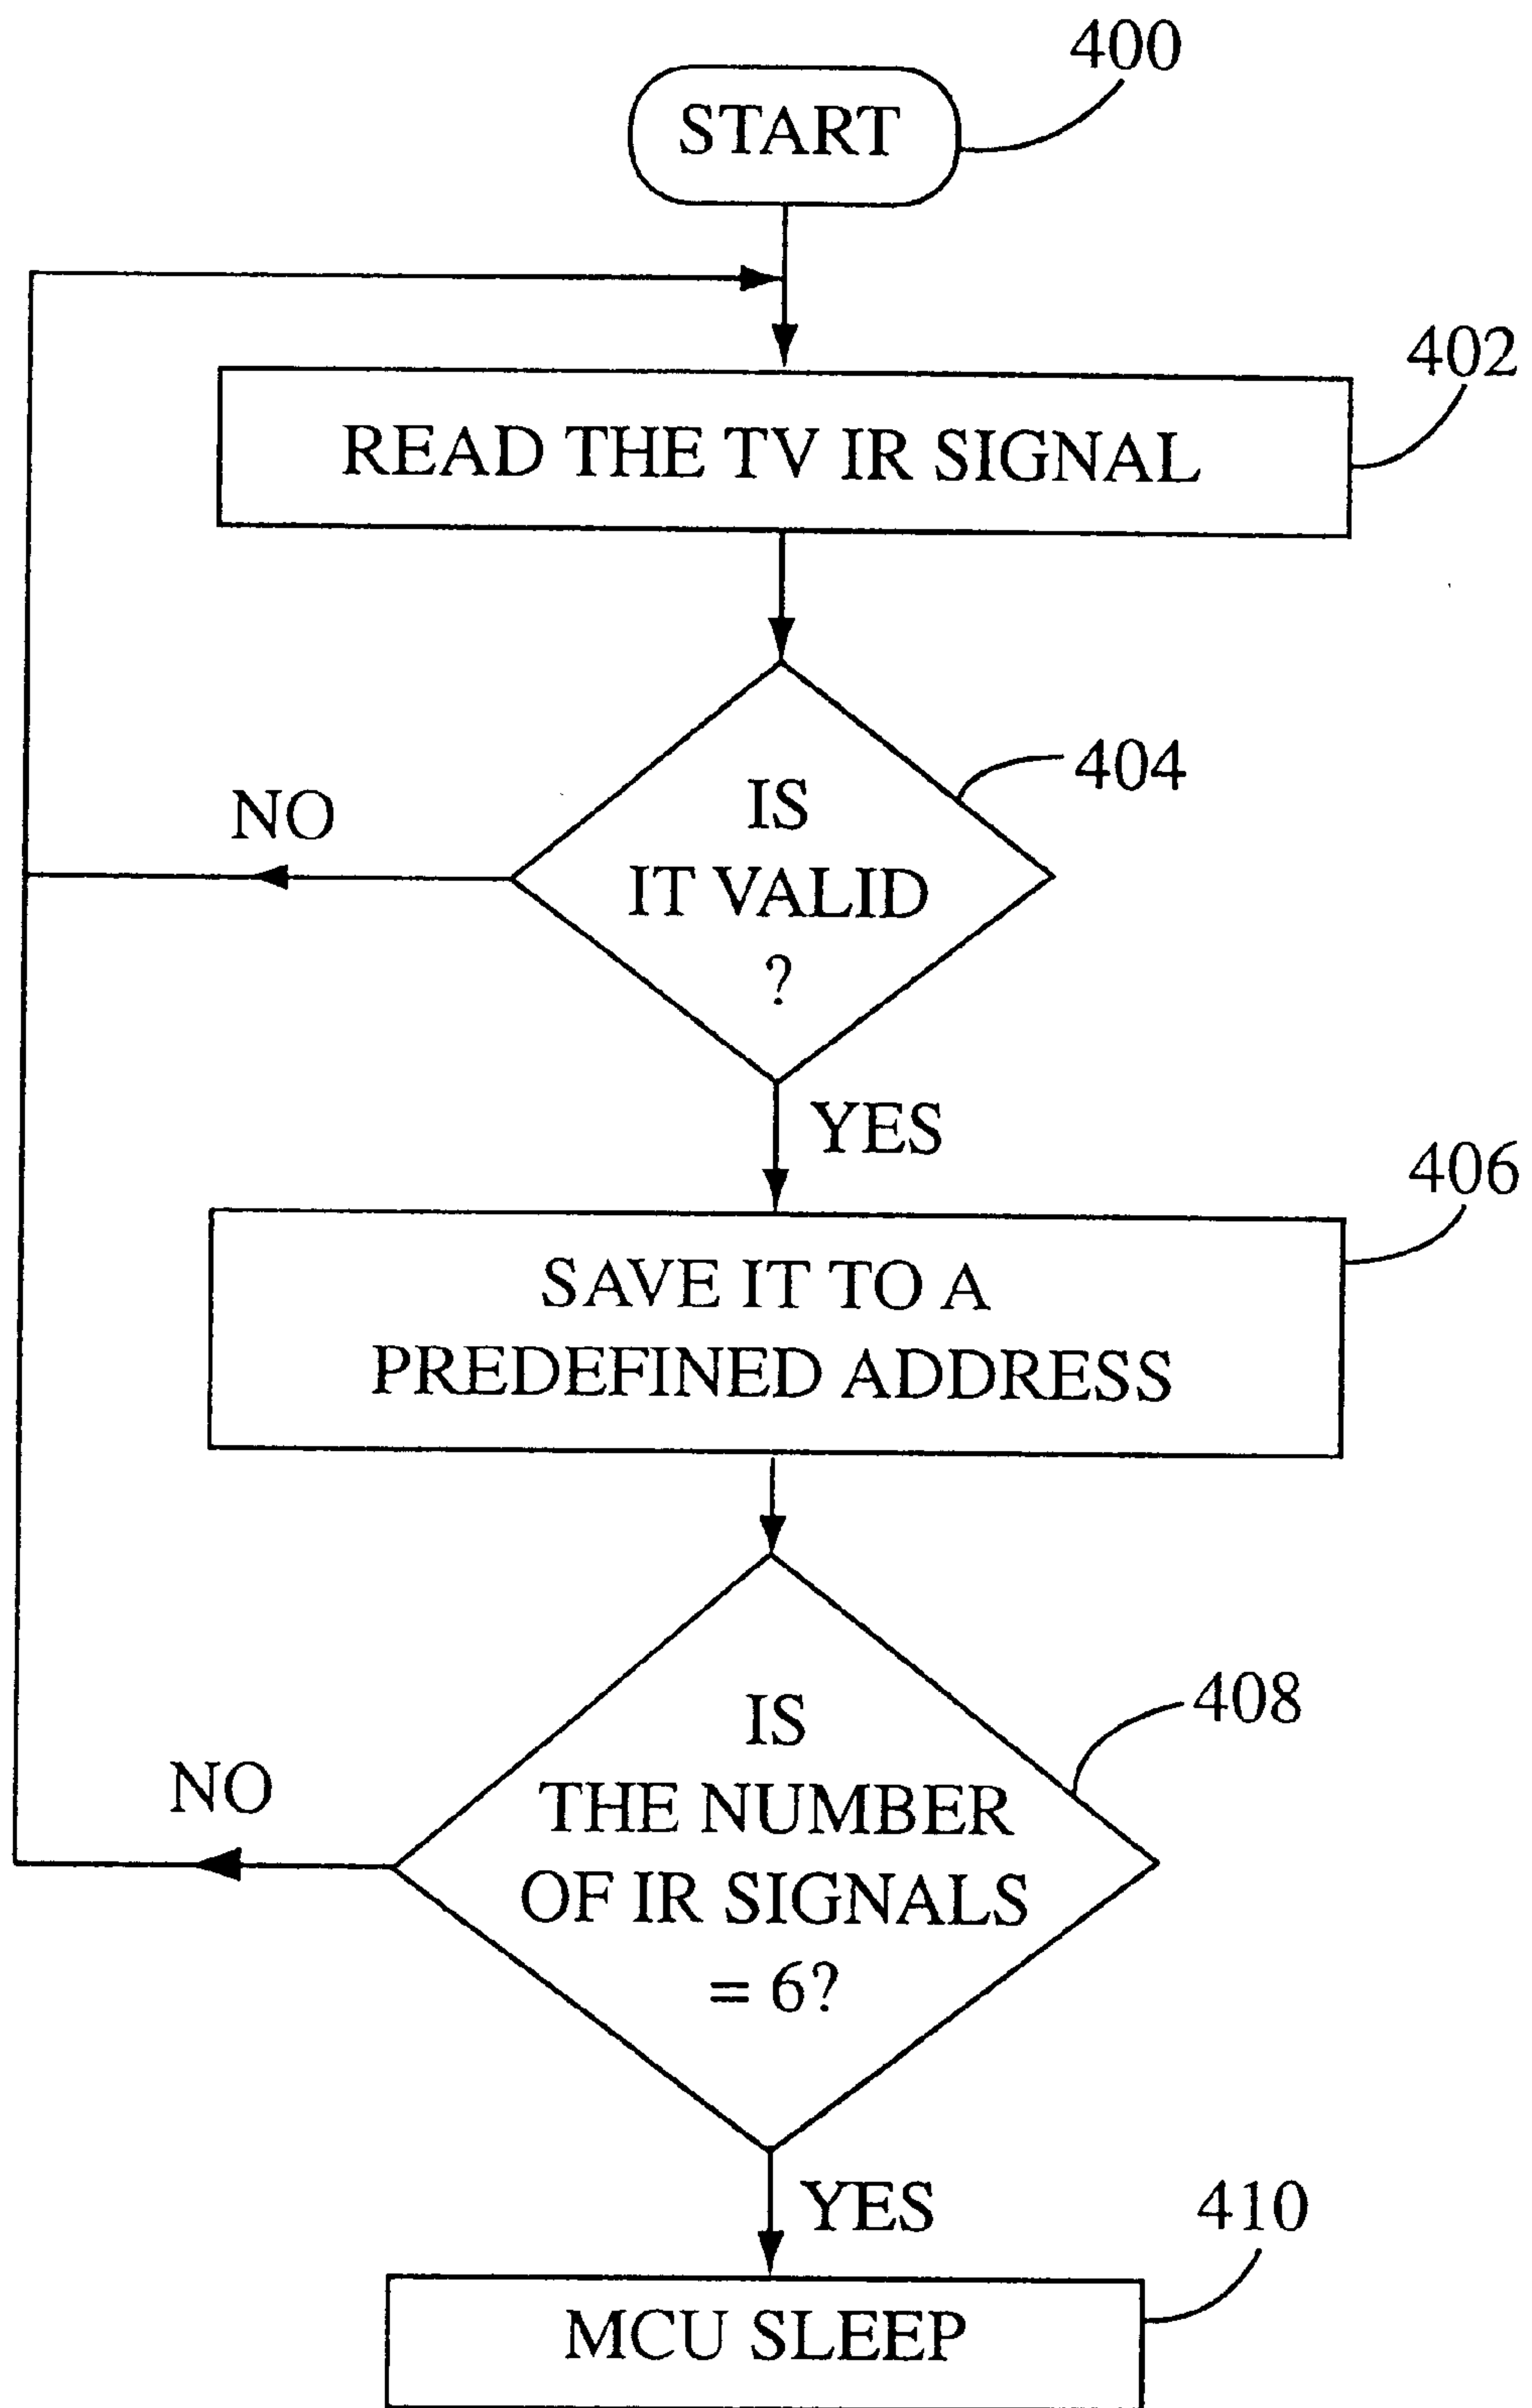 400
START
402
READ THE TV IR SIGNAL
404
IS
IT VALID
?
NO
YES
406
SAVE IT TO A
PREDEFINED ADDRESS
408
IS
THE NUMBER
OF IR SIGNALS
= 6?
NO
YES
410
MCU SLEEP